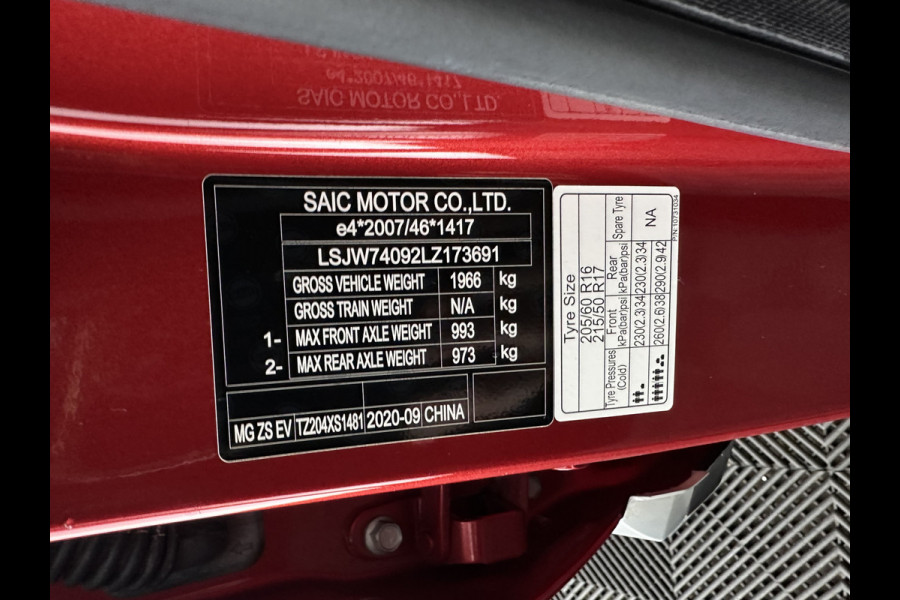 SAIC MOTOR CO.,LTD.
e4*2007/46*1417
LSJW74092LZ173691
GROSS VEHICLE WEIGHT 1966 kg
GROSS TRAIN WEIGHT N/A kg
1- MAX FRONT AXLE WEIGHT 993 kg
2- MAX REAR AXLE WEIGHT 973 kg
MG ZS EV TZ204XS1481 2020-09 CHINA
Tyre Size
205/60 R16
215/50 R17
Tyre Pressures (Cold) Front kPa(bar)psi Rear kPa(bar)psi Spare Tyre
230(2.3)34 230(2.3)34 NA
260(2.6)38 290(2.9)42
P/N 10731034